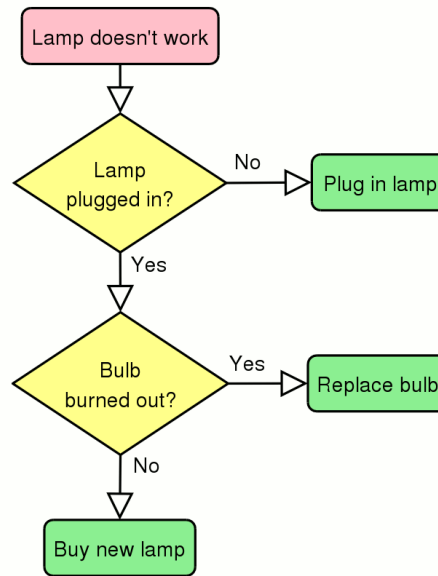 Lamp doesn't work
Lamp
plugged in?
No
Plug in lamp
Yes
Bulb
burned out?
Yes
Replace bulb
No
Buy new lamp